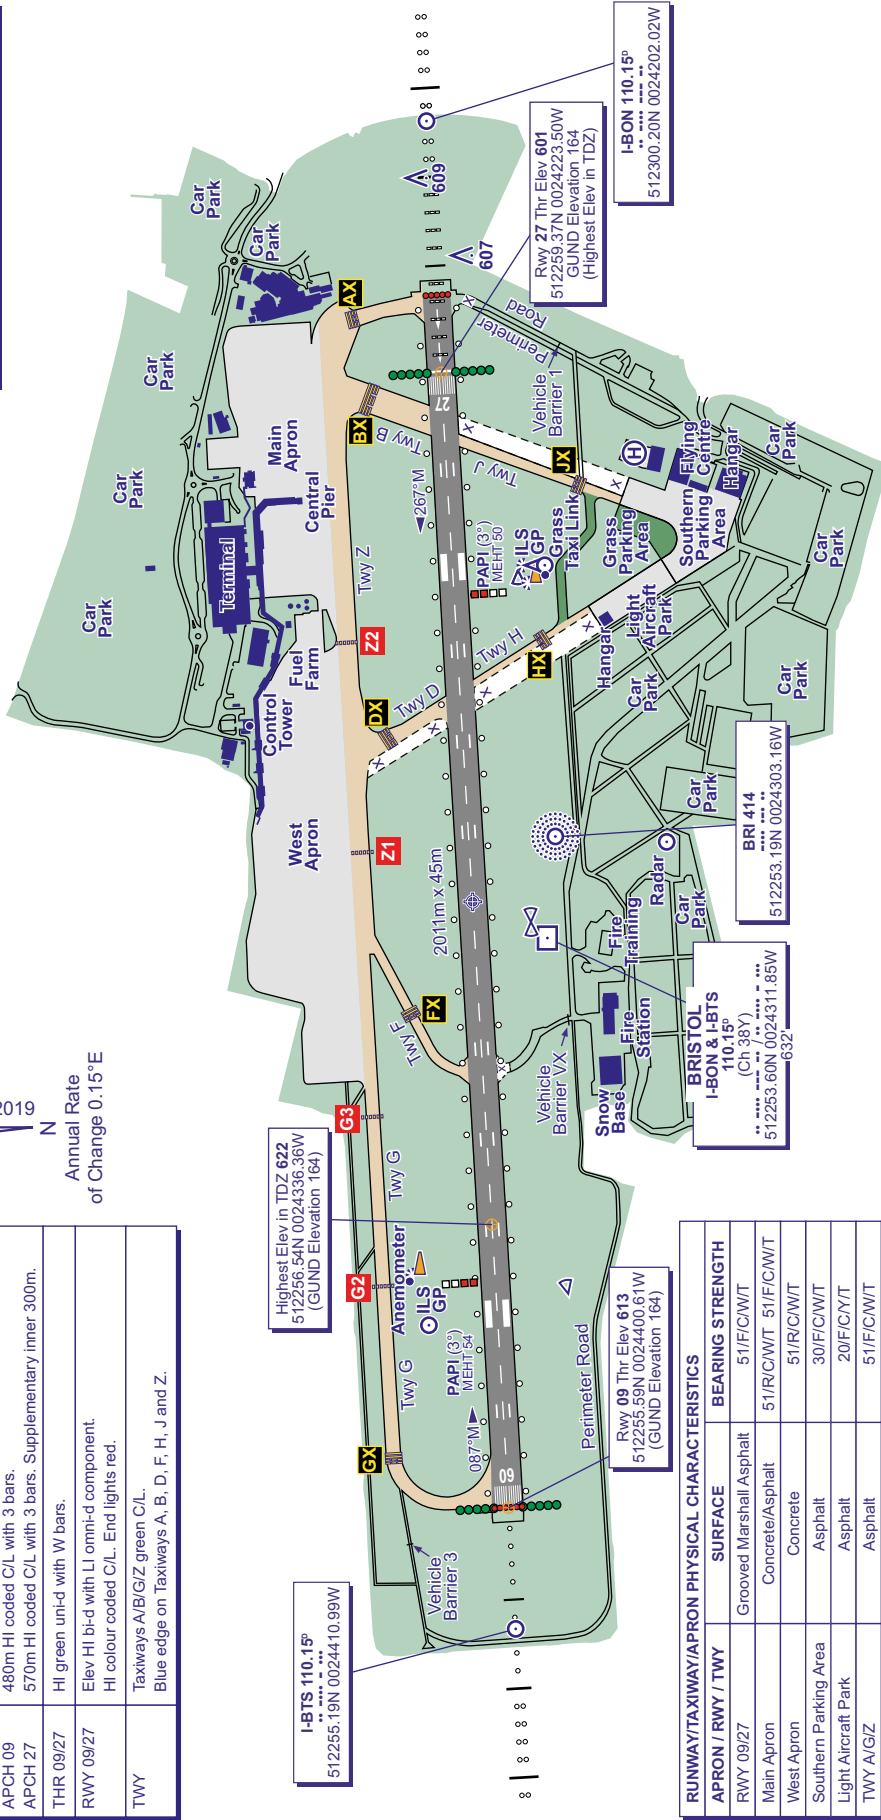 APCH 09 480m HI coded C/L with 3 bars.
APCH 27 570m HI coded C/L with 3 bars. Supplementary inner 300m.
THR 09/27 HI green uni-d with W bars.
RWY 09/27 Elev HI bi-d with LI omni-d component.
HI colour coded C/L. End lights red.
TWY Taxiways A/B/G/Z green C/L.
Blue edge on Taxiways A, B, D, F, H, J and Z.
2019
N
Annual Rate
of Change 0.15°E
Car
Park
Car
Park
Car
Park
Car
Park
Car
Park
Terminal
Control
Tower
Fuel
Farm
Central
Pier
Main
Apron
West
Apron
AX
BX
DX
FX
GX
HX
JX
Z1
Z2
G2
G3
Twy G
Twy G
Twy F
Twy Z
Twy D
Twy B
Twy H
Twy J
267°M
087°M
2011m x 45m
09
27
PAPI (3°)
MEHT 54
PAPI (3°)
MEHT 50
Anemometer
ILS
GP
ILS
GP
Highest Elev in TDZ 622
512256.54N 0024336.36W
(GUND Elevation 164)
I-BTS 110.15D
512255.19N 0024410.99W
Rwy 09 Thr Elev 613
512255.59N 0024400.61W
(GUND Elevation 164)
Rwy 27 Thr Elev 601
512259.37N 0024223.50W
GUND Elevation 164
(Highest Elev in TDZ)
I-BON 110.15D
512300.20N 0024202.02W
609
607
Vehicle
Barrier 3
Perimeter Road
Vehicle
Barrier VX
Snow
Base
Fire
Station
Fire
Training
Radar
Car
Park
Car
Park
Car
Park
Car
Park
Car
Park
Car
Park
BRISTOL
I-BON & I-BTS
110.15D
(Ch 38Y)
512253.60N 0024311.85W
632'
BRI 414
512253.19N 0024303.16W
Hangar
Light
Aircraft
Park
Grass
Parking
Area
Grass
Taxi Link
Southern
Parking
Area
Flying
Centre
Hangar
H
Vehicle
Barrier 1
Perimeter
Road
RUNWAY/TAXIWAY/APRON PHYSICAL CHARACTERISTICS
APRON / RWY / TWY SURFACE BEARING STRENGTH
RWY 09/27 Grooved Marshall Asphalt 51/F/C/W/T
Main Apron Concrete/Asphalt 51/R/C/W/T 51/F/C/W/T
West Apron Concrete 51/R/C/W/T
Southern Parking Area Asphalt 30/F/C/W/T
Light Aircraft Park Asphalt 20/F/C/Y/T
TWY A/G/Z Asphalt 51/F/C/W/T